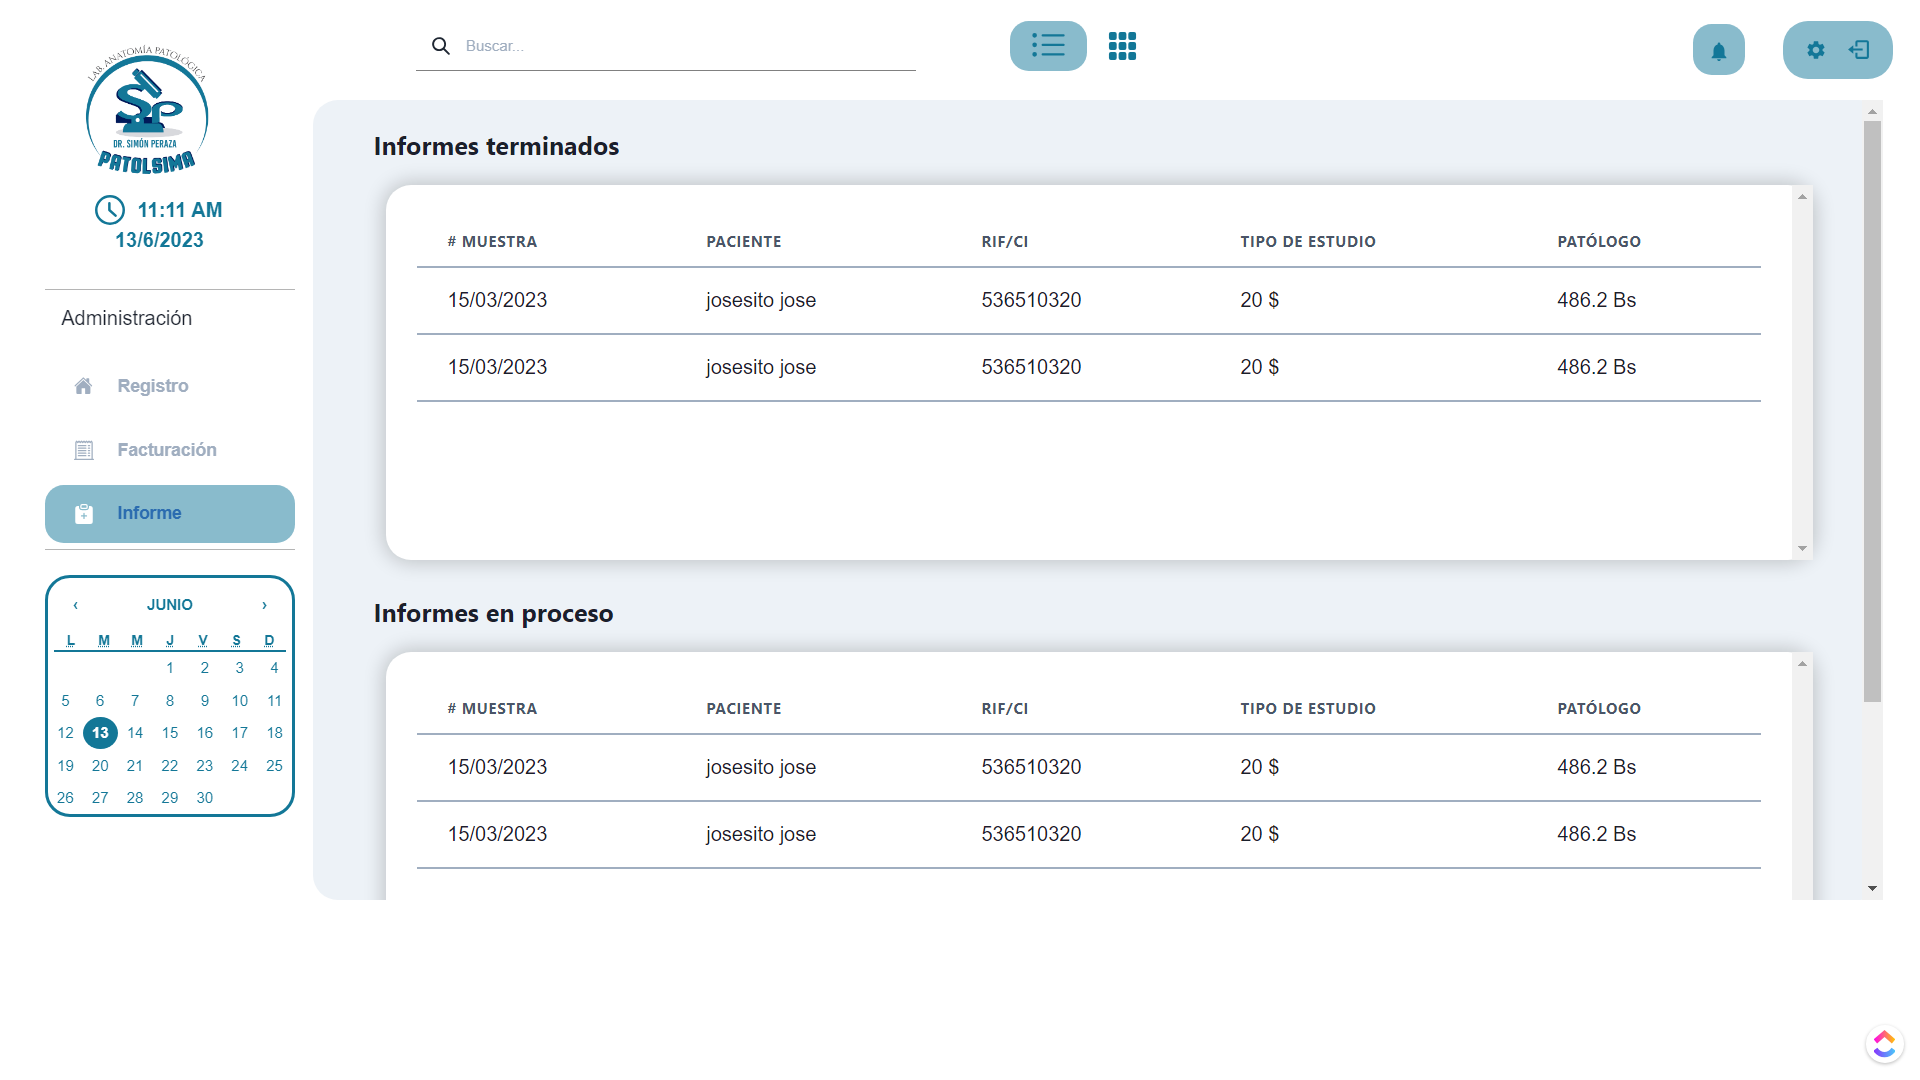 LAB. ANATOMÍA PATOLÓGICA
SP
DR. SIMÓN PERAZA
PATOLSIMA
11:11 AM
13/6/2023
Administración
Registro
Facturación
Informe
‹ JUNIO ›
L M M J V S D
1 2 3 4
5 6 7 8 9 10 11
12 13 14 15 16 17 18
19 20 21 22 23 24 25
26 27 28 29 30
Buscar...
Informes terminados
# MUESTRA PACIENTE RIF/CI TIPO DE ESTUDIO PATÓLOGO
15/03/2023 josesito jose 536510320 20 $ 486.2 Bs
15/03/2023 josesito jose 536510320 20 $ 486.2 Bs
Informes en proceso
# MUESTRA PACIENTE RIF/CI TIPO DE ESTUDIO PATÓLOGO
15/03/2023 josesito jose 536510320 20 $ 486.2 Bs
15/03/2023 josesito jose 536510320 20 $ 486.2 Bs